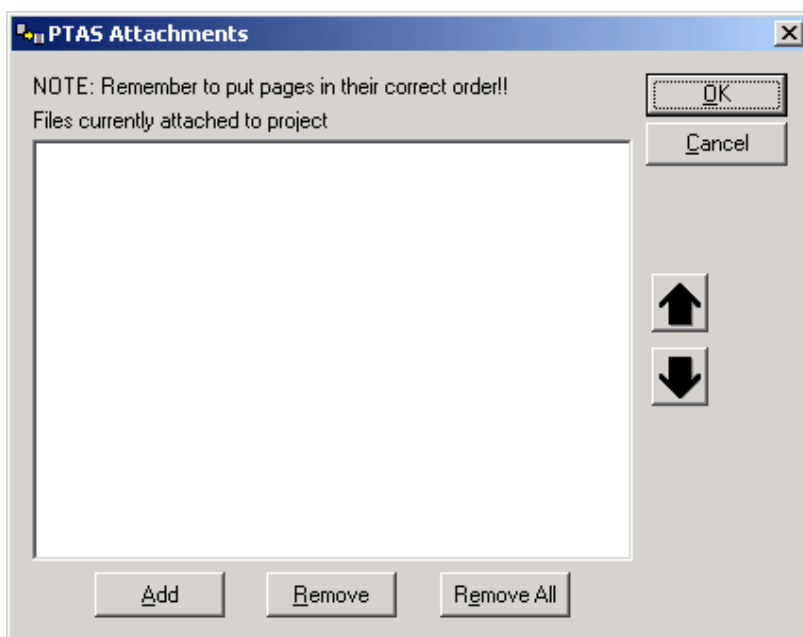 PTAS Attachments
NOTE: Remember to put pages in their correct order!!
Files currently attached to project
OK
Cancel
Add
Remove
Remove All